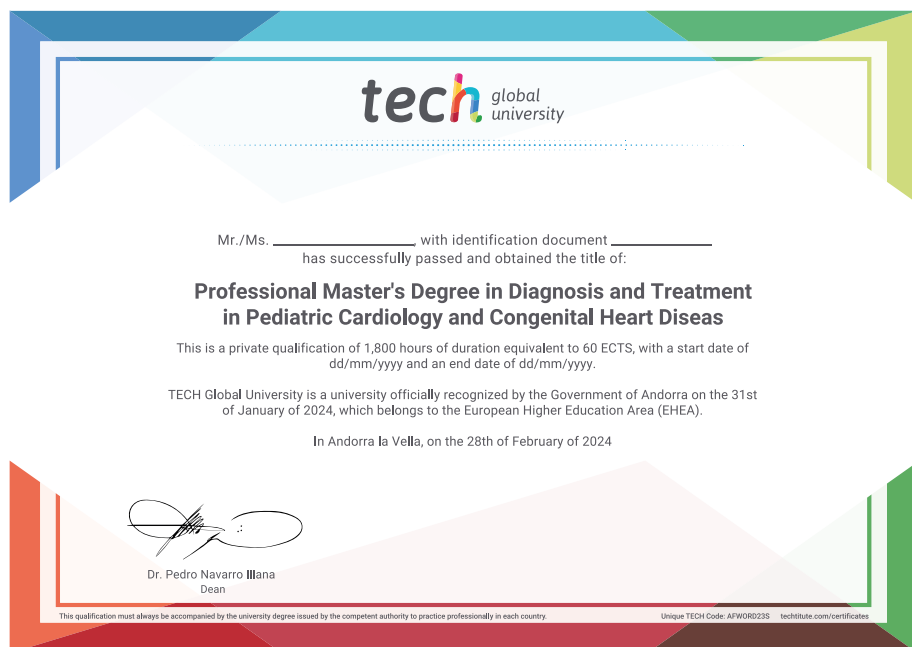 tech global
university
Mr./Ms. ______________, with identification document ______________
has successfully passed and obtained the title of:
Professional Master's Degree in Diagnosis and Treatment
in Pediatric Cardiology and Congenital Heart Diseas
This is a private qualification of 1,800 hours of duration equivalent to 60 ECTS, with a start date of
dd/mm/yyyy and an end date of dd/mm/yyyy.
TECH Global University is a university officially recognized by the Government of Andorra on the 31st
of January of 2024, which belongs to the European Higher Education Area (EHEA).
In Andorra la Vella, on the 28th of February of 2024
Dr. Pedro Navarro Illana
Dean
This qualification must always be accompanied by the university degree issued by the competent authority to practice professionally in each country.
Unique TECH Code: AFWORD23S techtitute.com/certificates